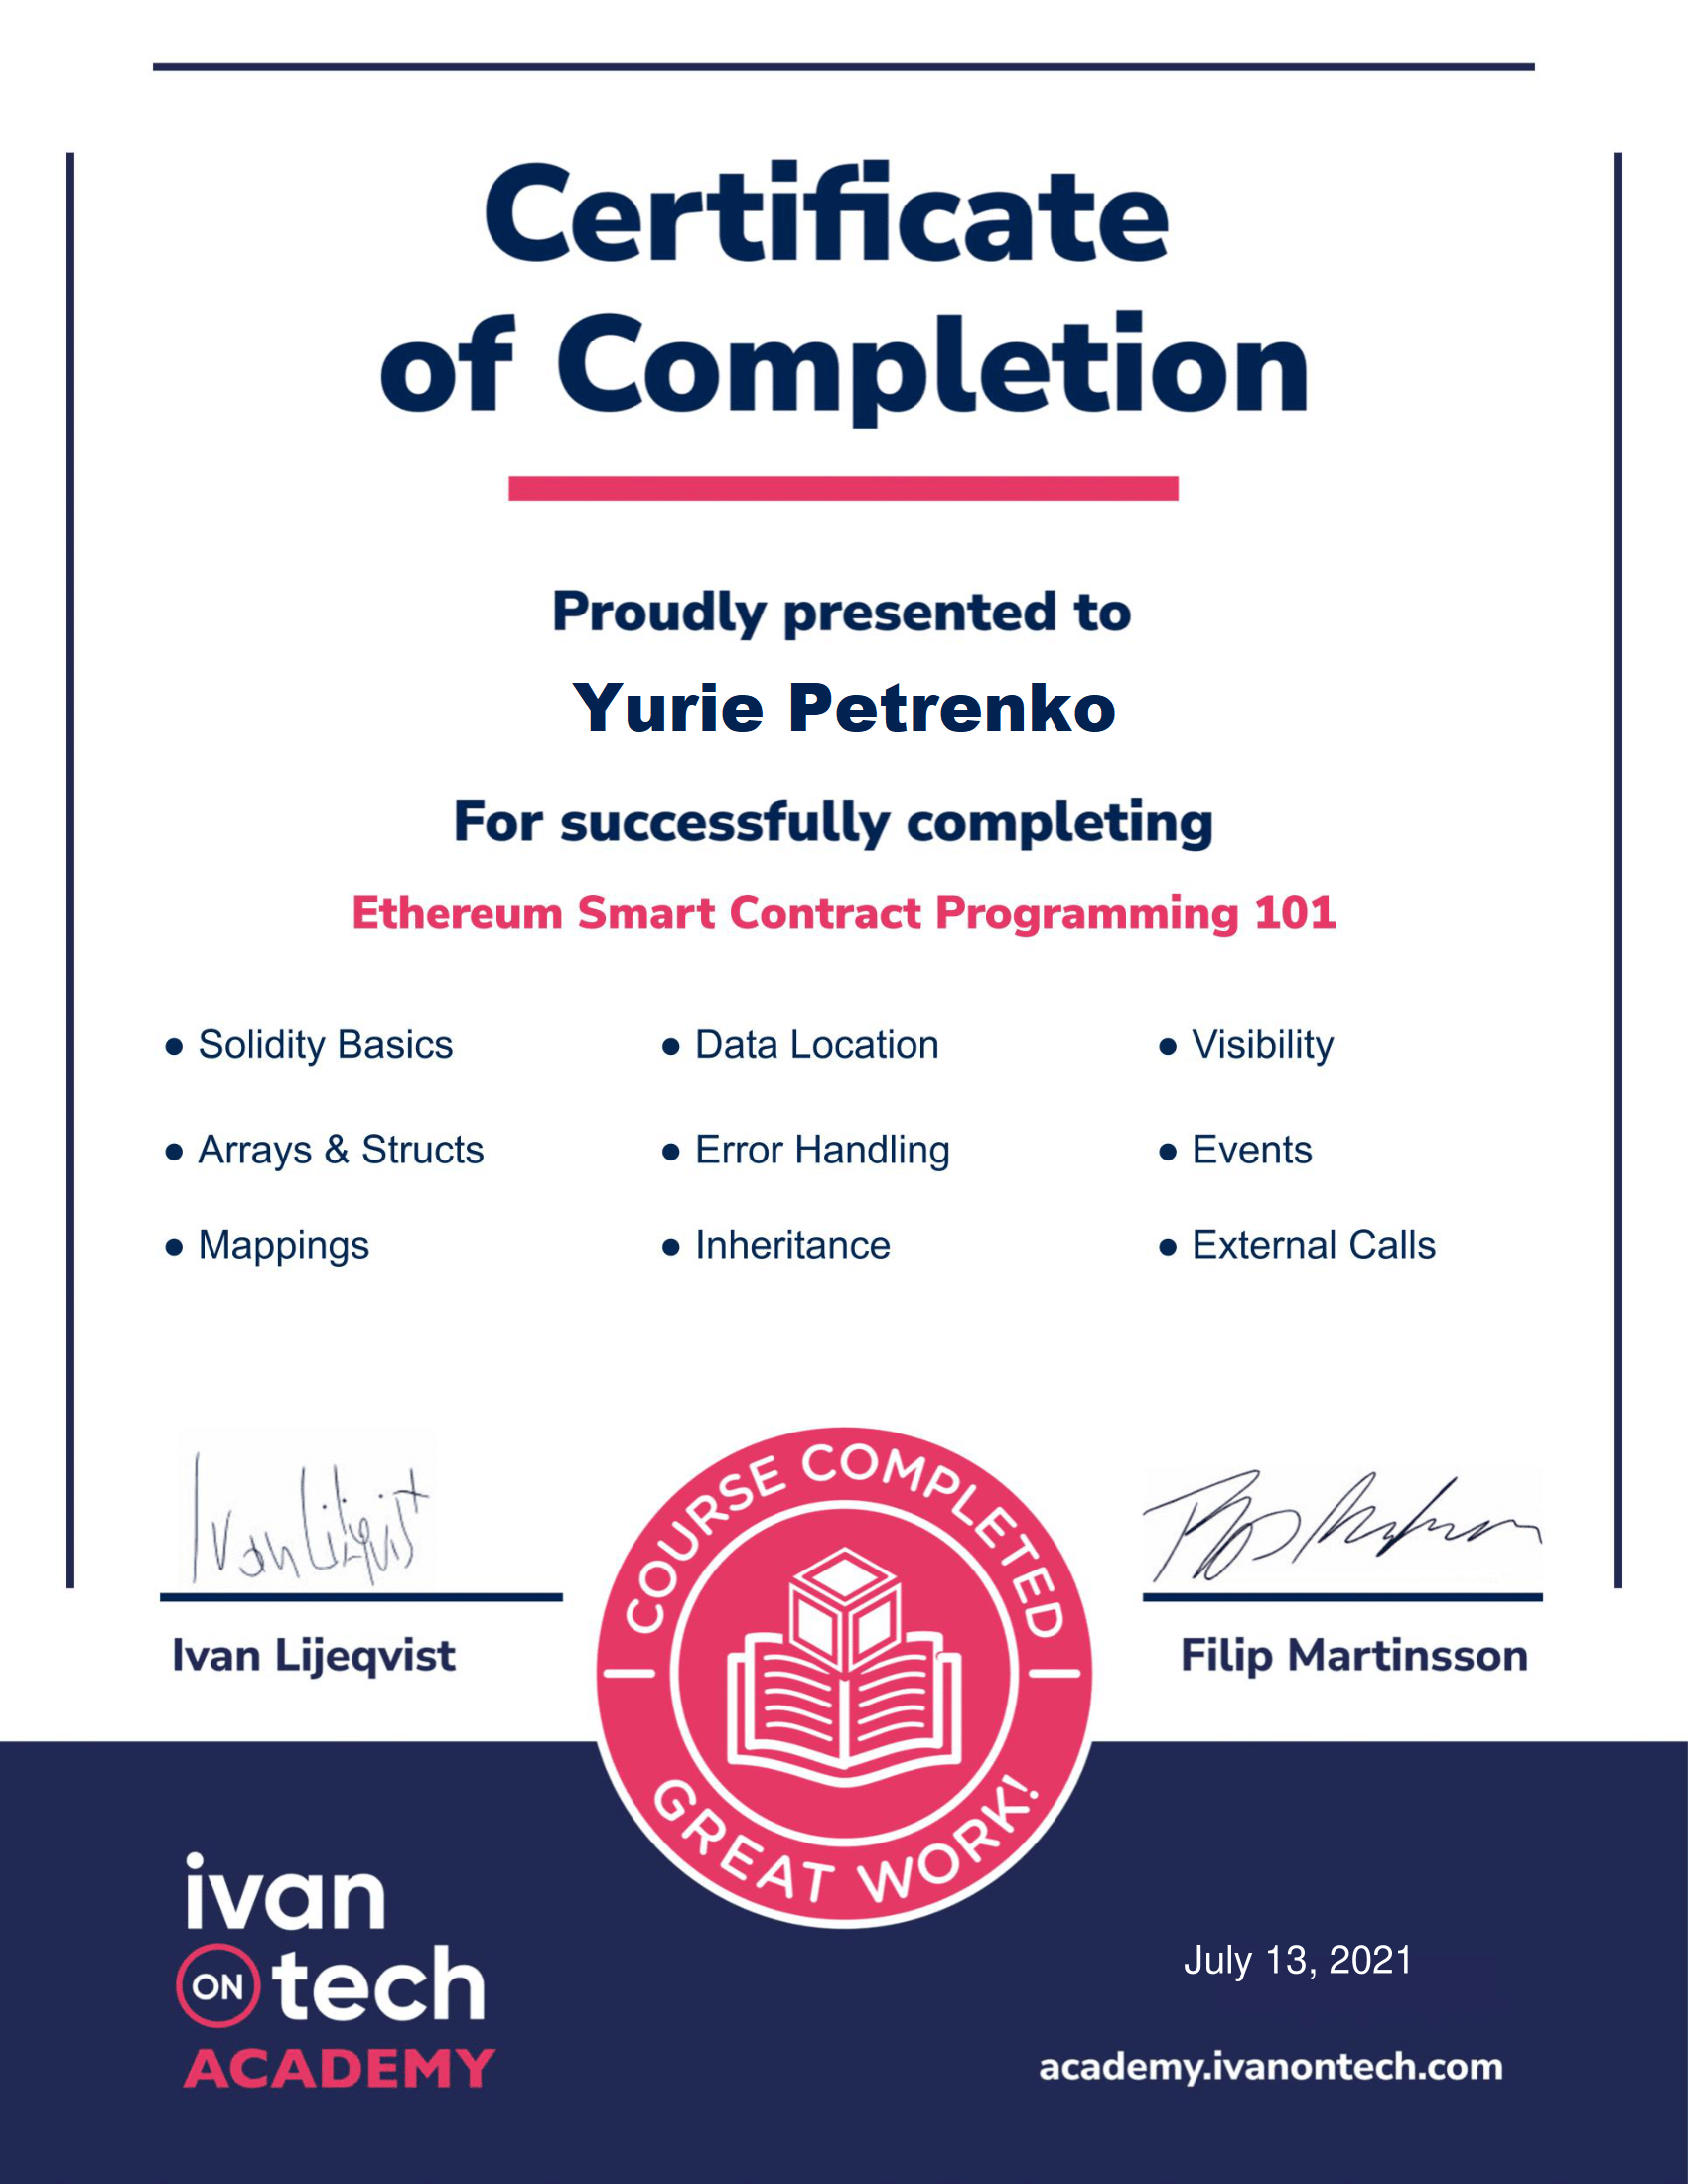 Certificate
of Completion
Proudly presented to
Yurie Petrenko
For successfully completing
Ethereum Smart Contract Programming 101
• Solidity Basics
• Data Location
• Visibility
• Arrays & Structs
• Error Handling
• Events
• Mappings
• Inheritance
• External Calls
Ivan Lijeqvist
Ivan Lijeqvist
Filip Martinsson
COURSE COMPLETED
GREAT WORK!
ivan
ON tech
ACADEMY
July 13, 2021
academy.ivanontech.com